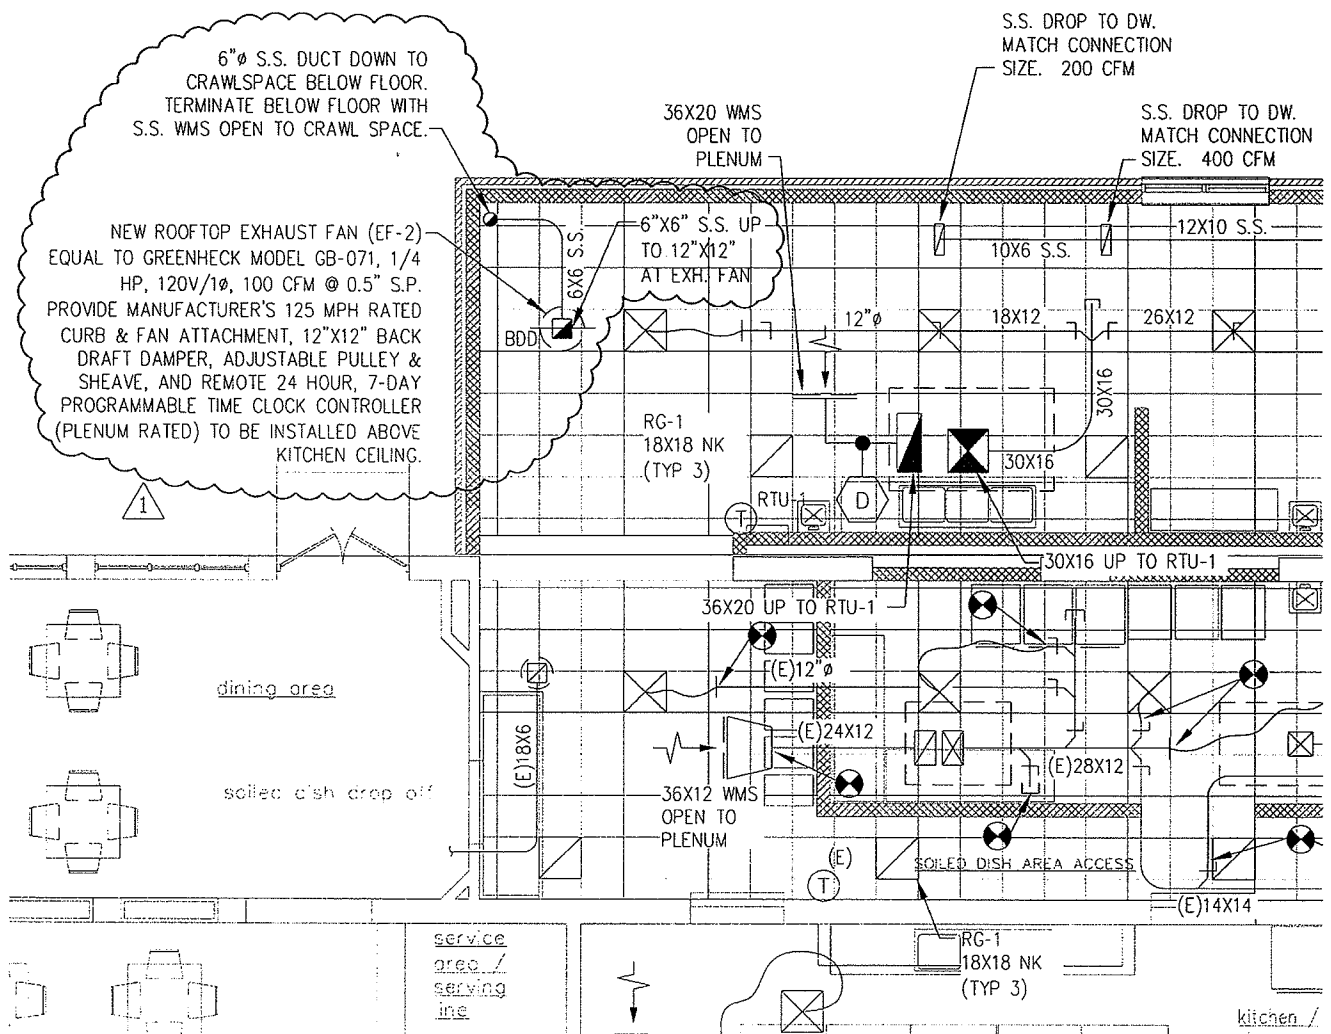 S.S. DROP TO DW.
MATCH CONNECTION
SIZE. 200 CFM
6"ø S.S. DUCT DOWN TO
CRAWLSPACE BELOW FLOOR.
TERMINATE BELOW FLOOR WITH
S.S. WMS OPEN TO CRAWL SPACE.
36X20 WMS
OPEN TO
PLENUM
S.S. DROP TO DW.
MATCH CONNECTION
SIZE. 400 CFM
NEW ROOFTOP EXHAUST FAN (EF-2)
EQUAL TO GREENHECK MODEL GB-071, 1/4
HP, 120V/1ø, 100 CFM @ 0.5" S.P.
PROVIDE MANUFACTURER'S 125 MPH RATED
CURB & FAN ATTACHMENT, 12"X12" BACK
DRAFT DAMPER, ADJUSTABLE PULLEY &
SHEAVE, AND REMOTE 24 HOUR, 7-DAY
PROGRAMMABLE TIME CLOCK CONTROLLER
(PLENUM RATED) TO BE INSTALLED ABOVE
KITCHEN CEILING.
1
6X6 S.S.
6"X6" S.S. UP
TO 12"X12"
AT EXH. FAN
BDD
10X6 S.S.
12X10 S.S.
12"ø
18X12
26X12
30X16
RG-1
18X18 NK
(TYP 3)
30X16
RTU-1
T
D
30X16 UP TO RTU-1
36X20 UP TO RTU-1
(E)12"ø
dining area
(E)18X6
(E)24X12
(E)28X12
soiled dish drop off
36X12 WMS
OPEN TO
PLENUM
(E)
T
SOILED DISH AREA ACCESS
(E)14X14
service
area /
serving
line
RG-1
18X18 NK
(TYP 3)
kitchen /